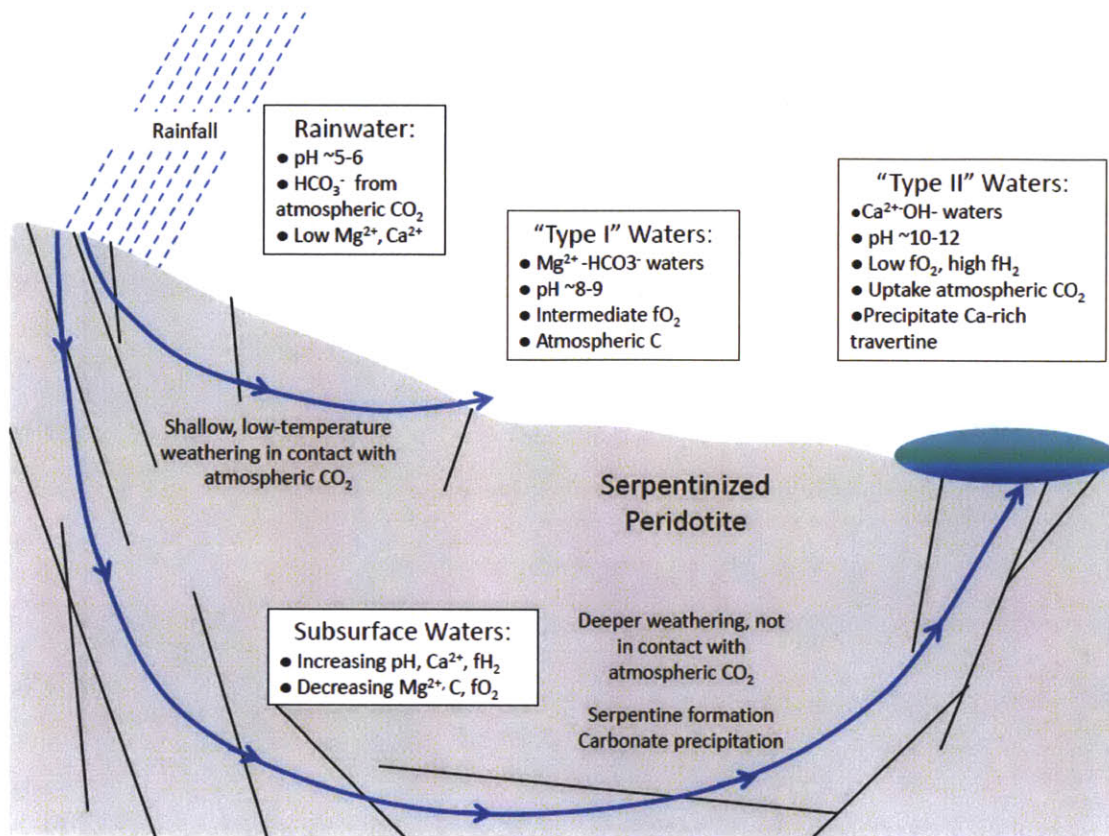 Rainfall
Rainwater:
● pH ~5-6
● HCO₃⁻ from
atmospheric CO₂
● Low Mg²⁺, Ca²⁺
"Type I" Waters:
● Mg²⁺ -HCO3⁻ waters
● pH ~8-9
● Intermediate fO₂
● Atmospheric C
"Type II" Waters:
●Ca²⁺-OH- waters
● pH ~10-12
● Low fO₂, high fH₂
● Uptake atmospheric CO₂
●Precipitate Ca-rich
travertine
Shallow, low-temperature
weathering in contact with
atmospheric CO₂
Serpentinized
Peridotite
Subsurface Waters:
● Increasing pH, Ca²⁺, fH₂
● Decreasing Mg²⁺, C, fO₂
Deeper weathering, not
in contact with
atmospheric CO₂
Serpentine formation
Carbonate precipitation